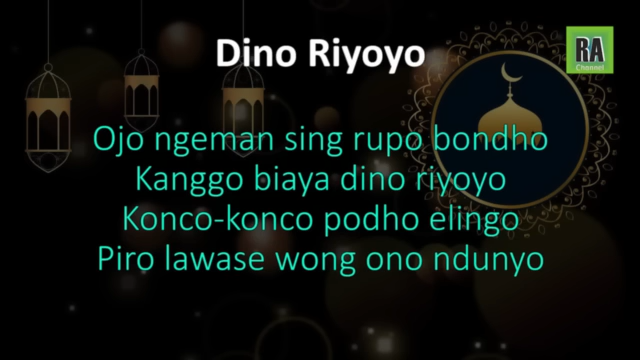 Dino Riyoyo
RA
Channel
Ojo ngeman sing rupo bondho
Kanggo biaya dino riyoyo
Konco-konco podho elingo
Piro lawase wong ono ndunyo